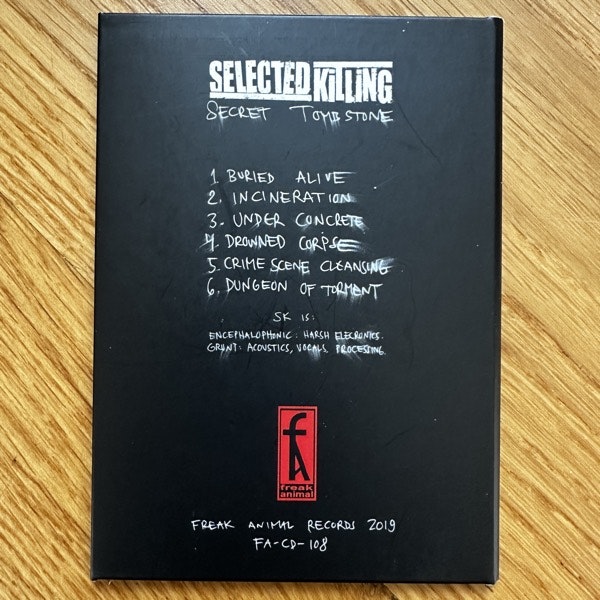 SELECTED KILLING
SECRET TOMBSTONE
1. BURIED ALIVE
2. INCINERATION
3. UNDER CONCRETE
4. DROWNED CORPSE
5. CRIME SCENE CLEANSING
6. DUNGEON OF TORMENT
SK IS:
ENCEPHALOPHONIC: HARSH ELECRONICS.
GRUNT: ACOUSTICS, VOCALS, PROCESSING.
fA
freak
animal
FREAK ANIMAL RECORDS 2019
FA-CD-108